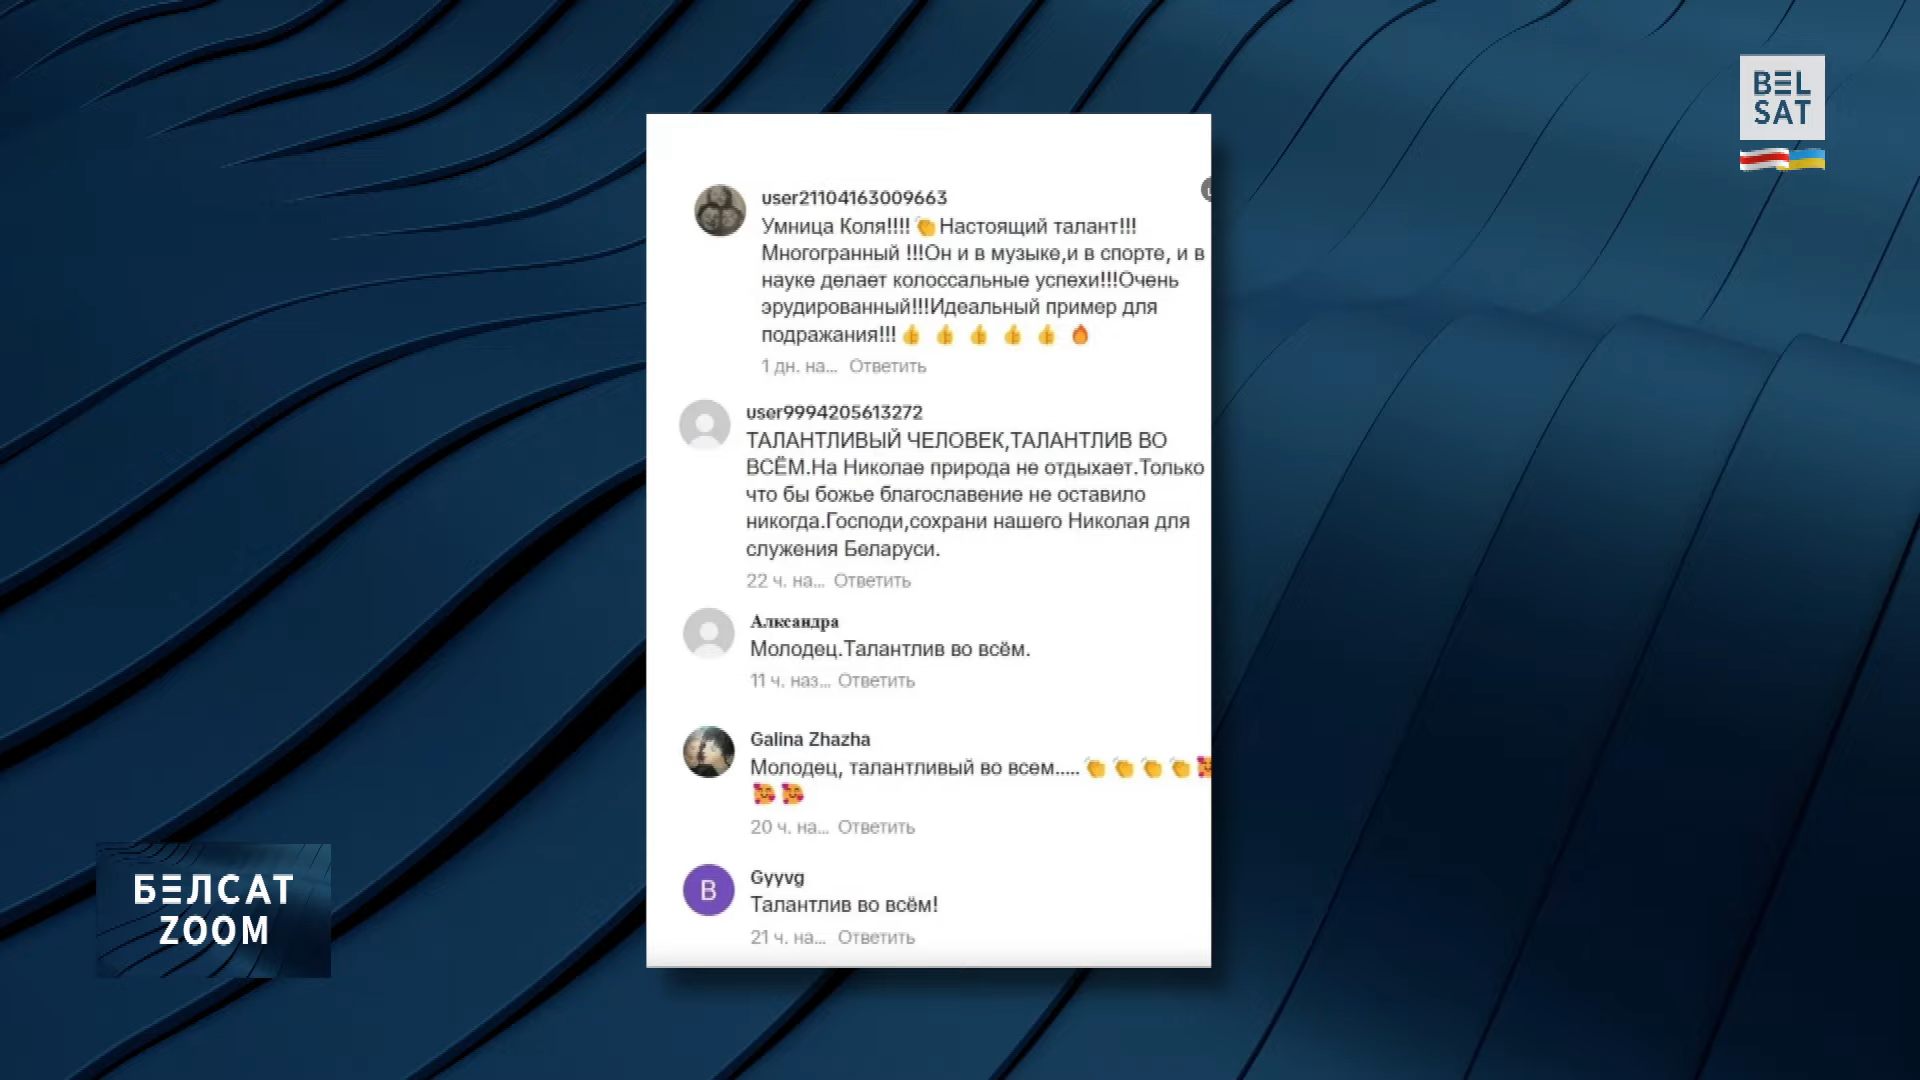 BEL
SAT
user21104163009663
Умница Коля!!!! 👏Настоящий талант!!!
Многогранный !!!Он и в музыке,и в спорте, и в
науке делает колоссальные успехи!!!Очень
эрудированный!!!Идеальный пример для
подражания!!! 👍 👍 👍 👍 👍 🔥
1 дн. на... Ответить
user9994205613272
ТАЛАНТЛИВЫЙ ЧЕЛОВЕК,ТАЛАНТЛИВ ВО
ВСЁМ.На Николае природа не отдыхает.Только
что бы божье благославение не оставило
никогда.Господи,сохрани нашего Николая для
служения Беларуси.
22 ч. на... Ответить
Алксандра
Молодец.Талантлив во всём.
11 ч. наз... Ответить
Galina Zhazha
Молодец, талантливый во всем..... 👏 👏 👏 👏 🥰
🥰 🥰
20 ч. на... Ответить
B
Gyyvg
Талантлив во всём!
21 ч. на... Ответить
БЕЛСАТ
ZOOM